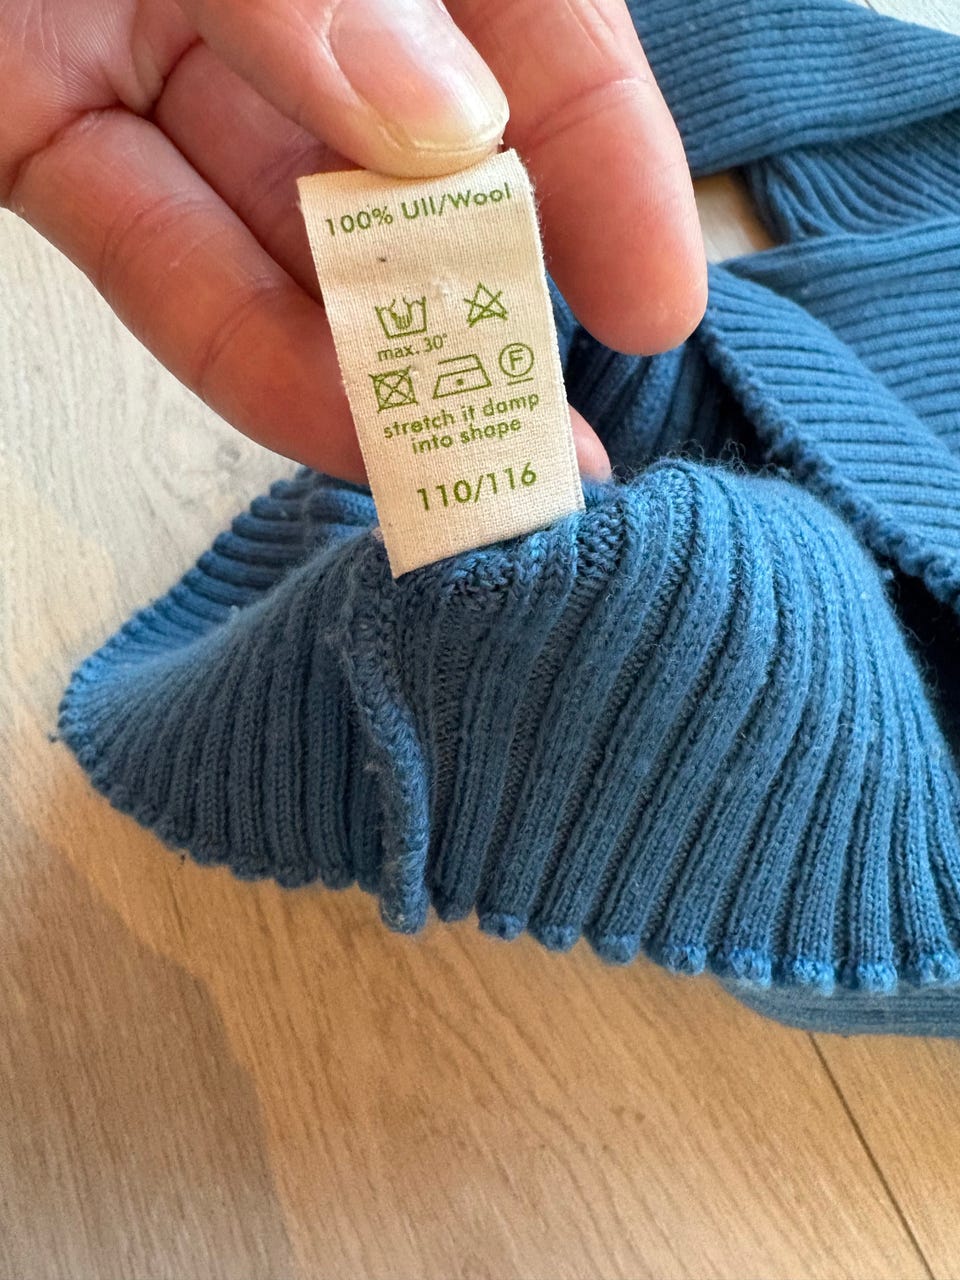 100% Ull/Wool
max. 30°
F
stretch it damp
into shape
110/116